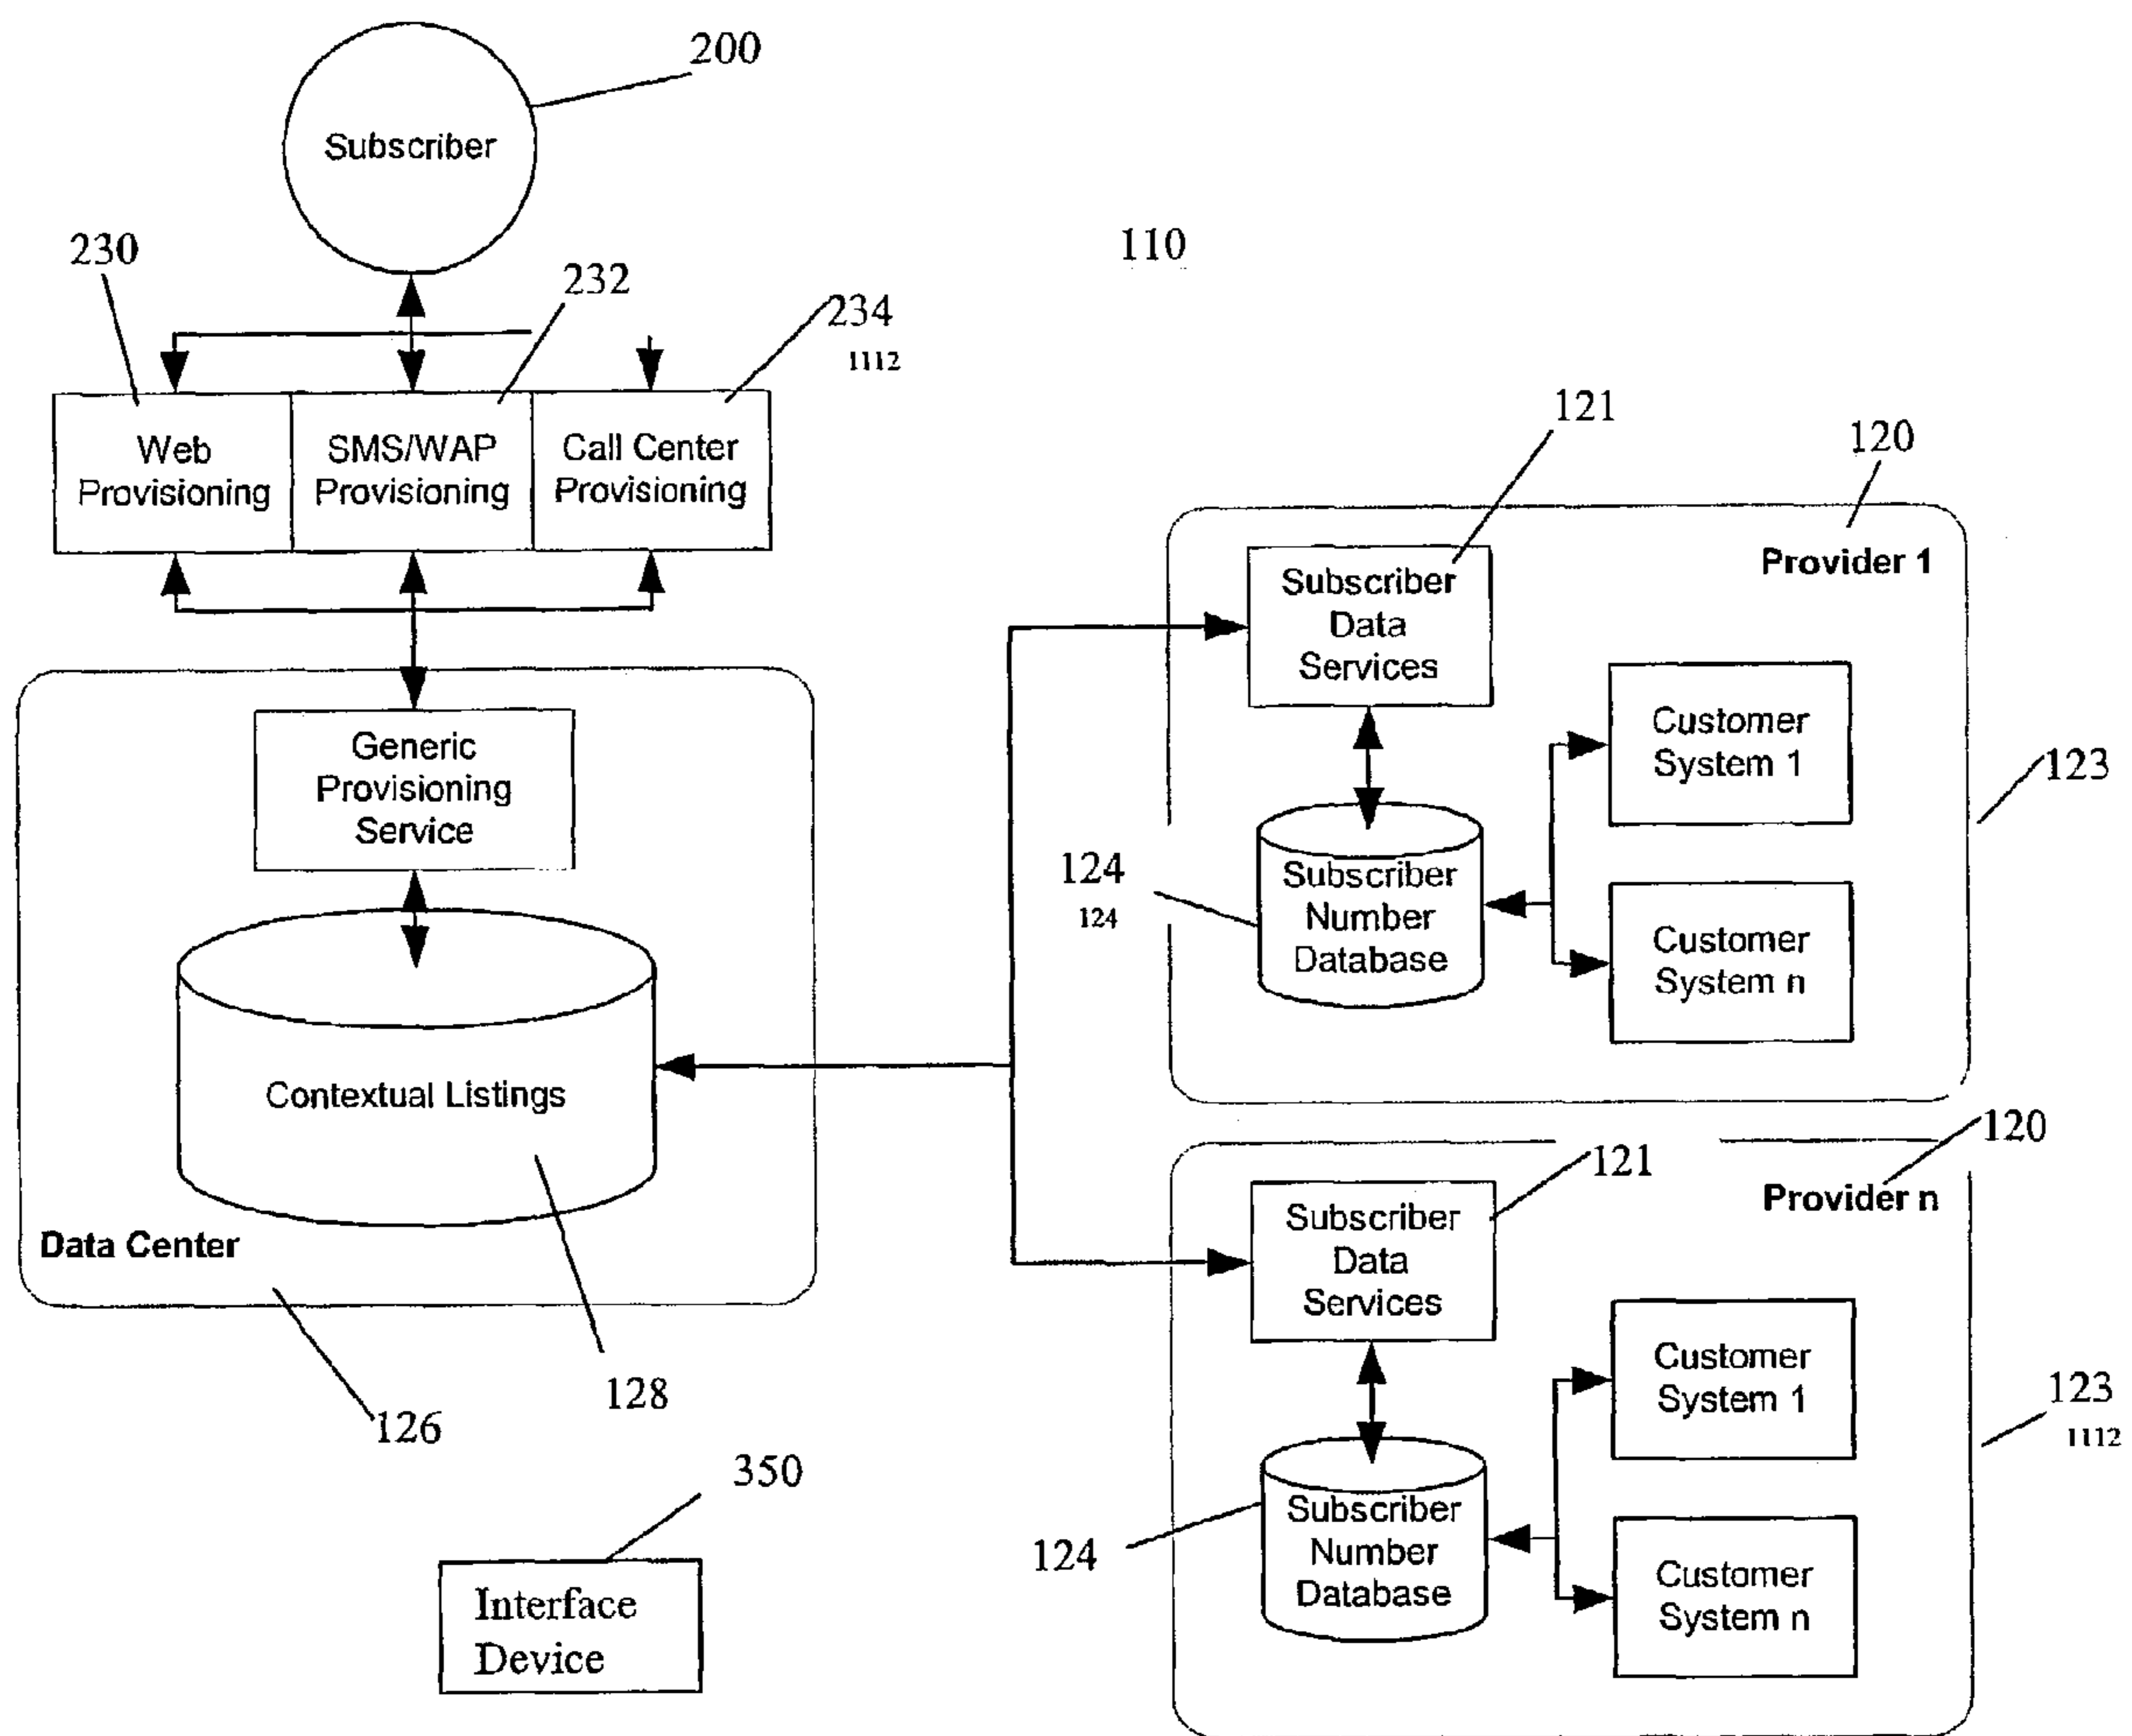 200
Subscriber
230
232
234
1112
110
Web
Provisioning
SMS/WAP
Provisioning
Call Center
Provisioning
121
120
Provider 1
Subscriber
Data
Services
Generic
Provisioning
Service
Customer
System 1
123
124
124
Subscriber
Number
Database
Customer
System n
Contextual Listings
Data Center
128
126
120
121
Provider n
Subscriber
Data
Services
Customer
System 1
123
1112
124
Subscriber
Number
Database
Customer
System n
350
Interface
Device